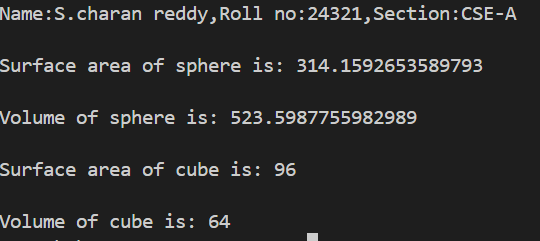 Name:S.charan reddy,Roll no:24321,Section:CSE-A
Surface area of sphere is: 314.1592653589793
Volume of sphere is: 523.5987755982989
Surface area of cube is: 96
Volume of cube is: 64